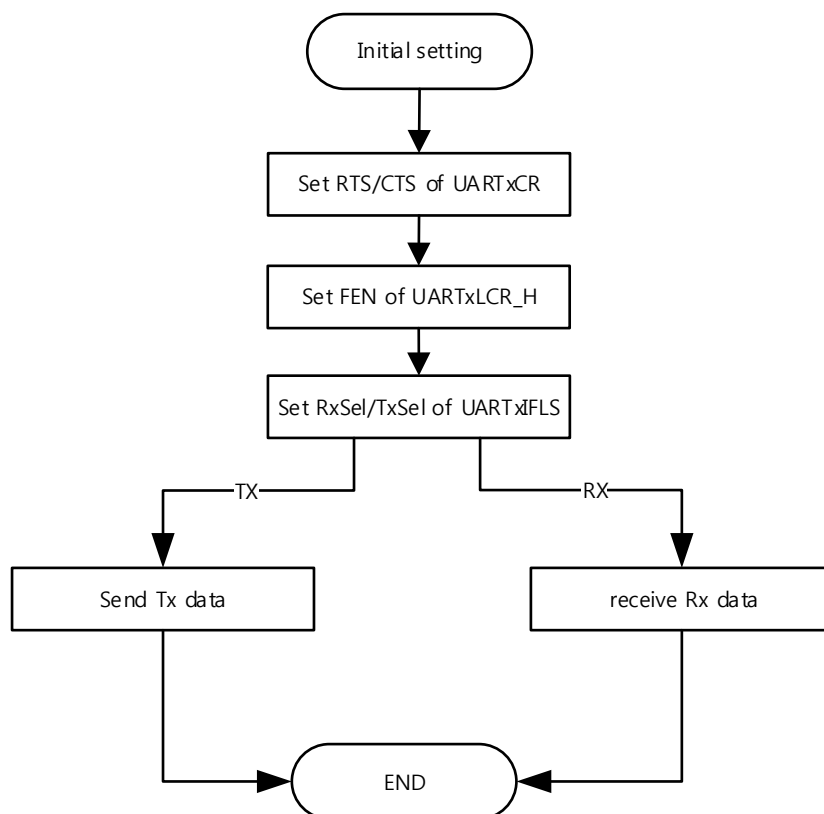 Initial setting
Set RTS/CTS of UARTxCR
Set FEN of UARTxLCR_H
Set RxSel/TxSel of UARTxIFLS
TX
RX
Send Tx data
receive Rx data
END